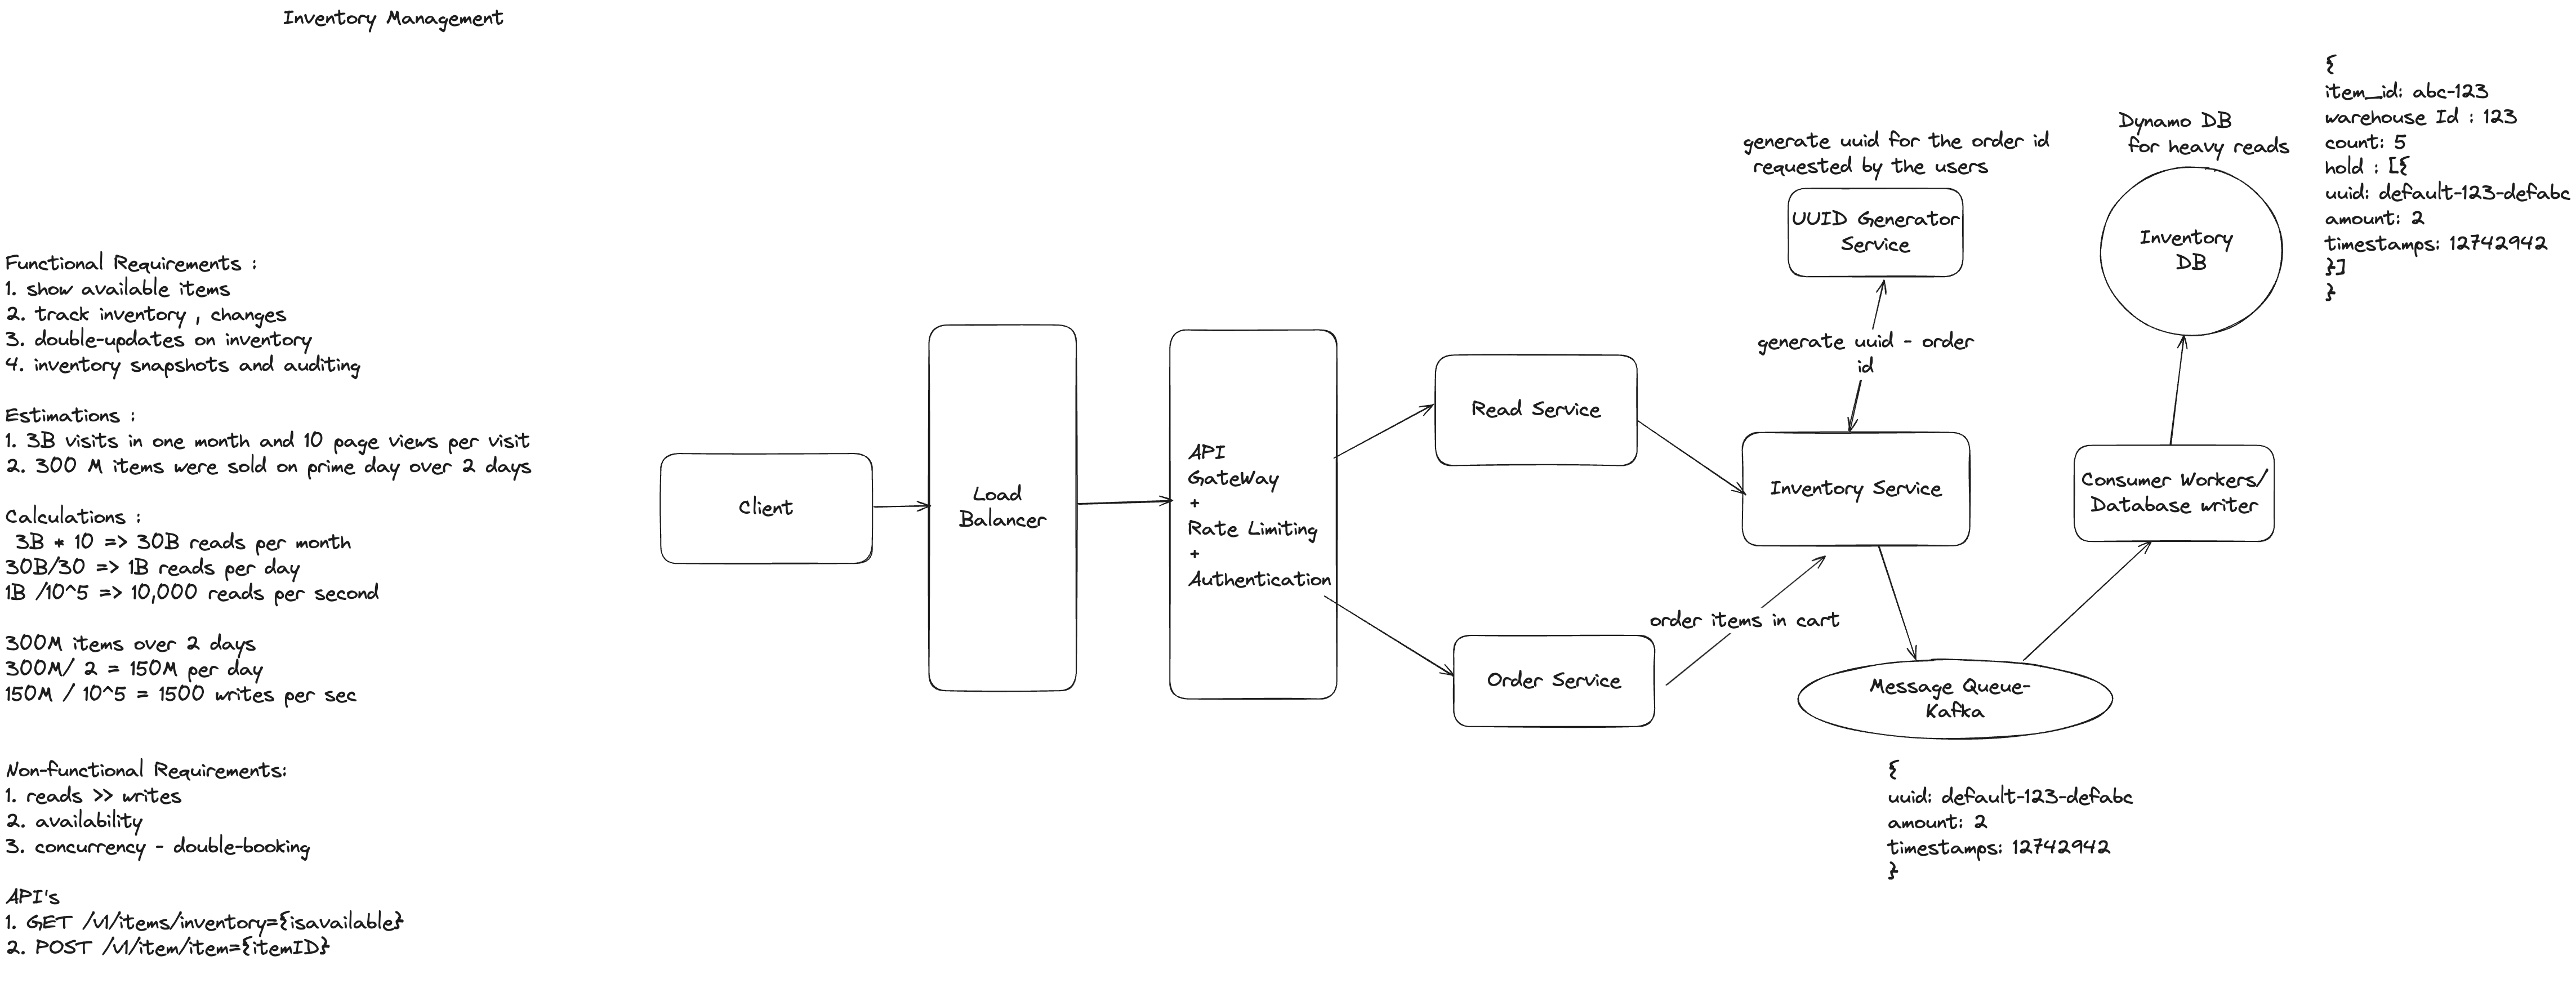 Inventory Management
Functional Requirements :
1. show available items
2. track inventory , changes
3. double-updates on inventory
4. inventory snapshots and auditing
Estimations :
1. 3B visits in one month and 10 page views per visit
2. 300 M items were sold on prime day over 2 days
Calculations :
3B * 10 => 30B reads per month
30B/30 => 1B reads per day
1B /10^5 => 10,000 reads per second
300M items over 2 days
300M/ 2 = 150M per day
150M / 10^5 = 1500 writes per sec
Non-functional Requirements:
1. reads >> writes
2. availability
3. concurrency - double-booking
API's
1. GET /v1/items/inventory={isavailable}
2. POST /v1/item/item={itemID}
Client
Load
Balancer
API
GateWay
+
Rate Limiting
+
Authentication
Read Service
Order Service
order items in cart
generate uuid for the order id
requested by the users
UUID Generator
Service
generate uuid - order
id
Inventory Service
Message Queue-
Kafka
{
uuid: default-123-defabc
amount: 2
timestamps: 12742942
}
Consumer Workers/
Database writer
Dynamo DB
for heavy reads
Inventory
DB
{
item_id: abc-123
warehouse Id : 123
count: 5
hold : [{
uuid: default-123-defabc
amount: 2
timestamps: 12742942
}]
}